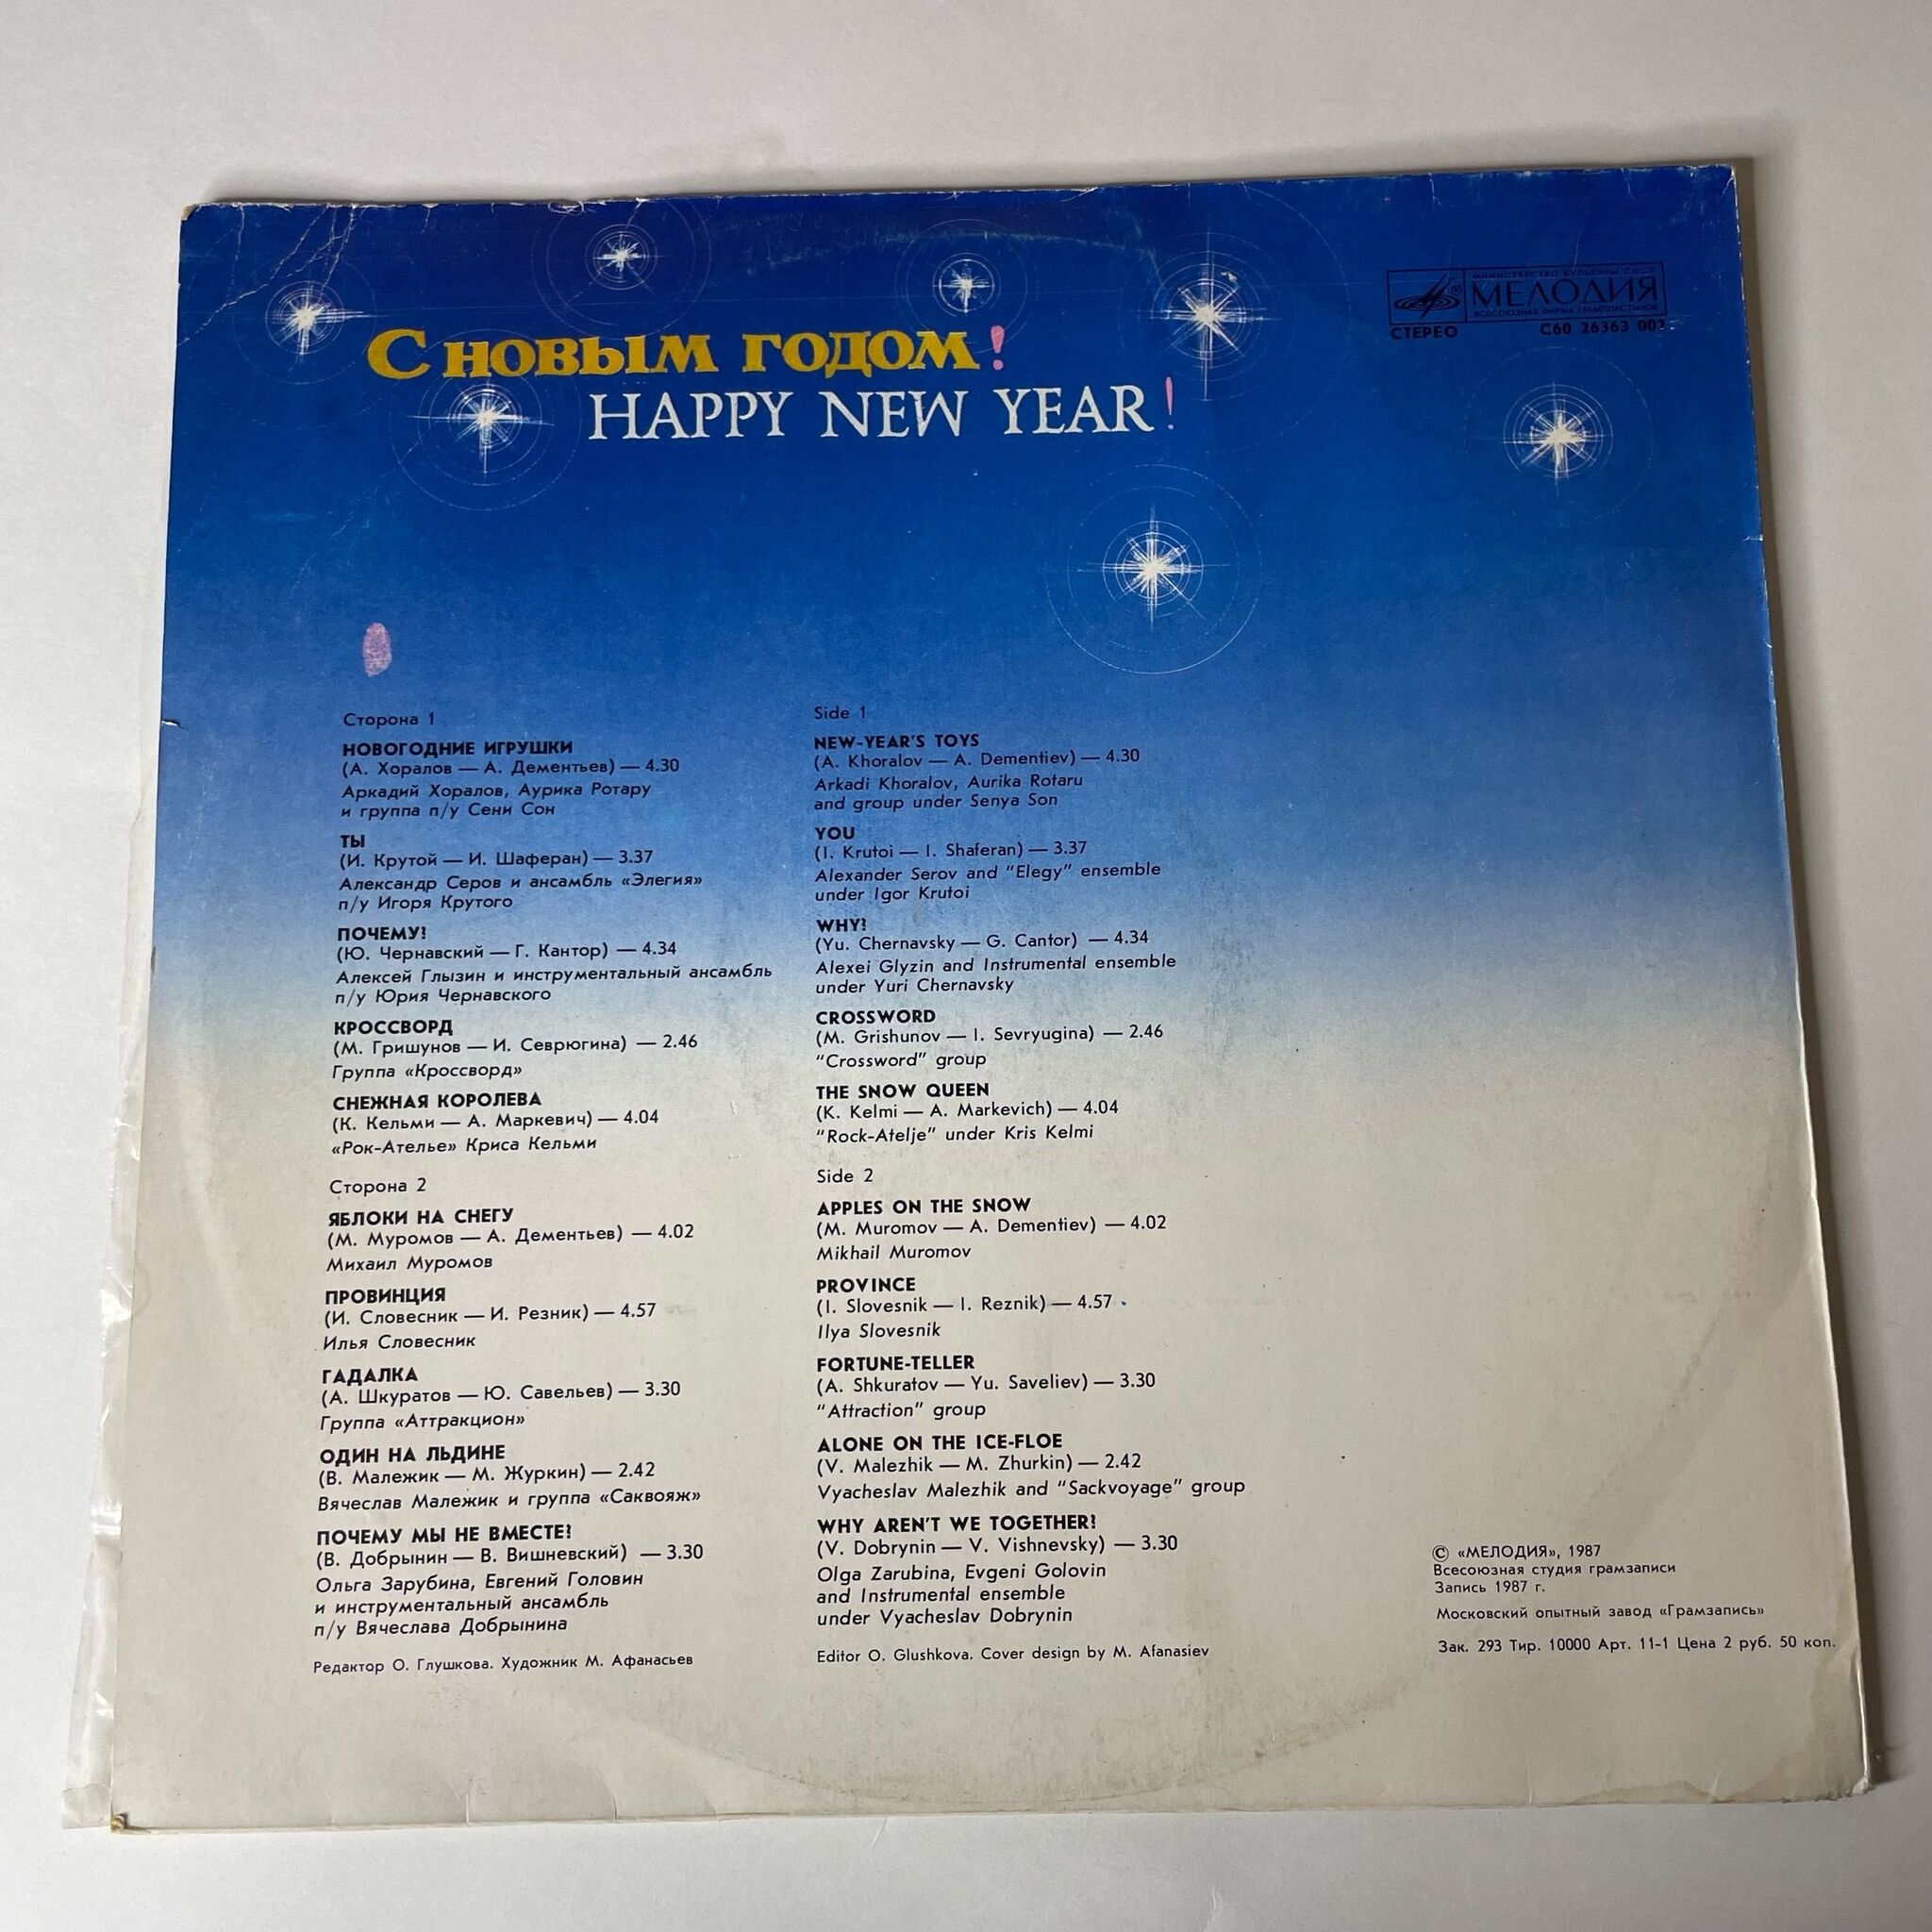 С НОВЫМ ГОДОМ!
HAPPY NEW YEAR!
МИНИСТЕРСТВО КУЛЬТУРЫ СССР
МЕЛОДИЯ
ВСЕСОЮЗНАЯ ФИРМА ГРАМПЛАСТИНОК
СТЕРЕО С60 26363 002
Сторона 1
НОВОГОДНИЕ ИГРУШКИ
(А. Хоралов — А. Дементьев) — 4.30
Аркадий Хоралов, Аурика Ротару
и группа п/у Сени Сон
ТЫ
(И. Крутой — И. Шаферан) — 3.37
Александр Серов и ансамбль «Элегия»
п/у Игоря Крутого
ПОЧЕМУ?
(Ю. Чернавский — Г. Кантор) — 4.34
Алексей Глызин и инструментальный ансамбль
п/у Юрия Чернавского
КРОССВОРД
(М. Гришунов — И. Севрюгина) — 2.46
Группа «Кроссворд»
СНЕЖНАЯ КОРОЛЕВА
(К. Кельми — А. Маркевич) — 4.04
«Рок-Ателье» Криса Кельми
Сторона 2
ЯБЛОКИ НА СНЕГУ
(М. Муромов — А. Дементьев) — 4.02
Михаил Муромов
ПРОВИНЦИЯ
(И. Словесник — И. Резник) — 4.57
Илья Словесник
ГАДАЛКА
(А. Шкуратов — Ю. Савельев) — 3.30
Группа «Аттракцион»
ОДИН НА ЛЬДИНЕ
(В. Малежик — М. Журкин) — 2.42
Вячеслав Малежик и группа «Саквояж»
ПОЧЕМУ МЫ НЕ ВМЕСТЕ?
(В. Добрынин — В. Вишневский) — 3.30
Ольга Зарубина, Евгений Головин
и инструментальный ансамбль
п/у Вячеслава Добрынина
Редактор О. Глушкова. Художник М. Афанасьев
Side 1
NEW-YEAR'S TOYS
(A. Khoralov — A. Dementiev) — 4.30
Arkadi Khoralov, Aurika Rotaru
and group under Senya Son
YOU
(I. Krutoi — I. Shaferan) — 3.37
Alexander Serov and "Elegy" ensemble
under Igor Krutoi
WHY?
(Yu. Chernavsky — G. Cantor) — 4.34
Alexei Glyzin and Instrumental ensemble
under Yuri Chernavsky
CROSSWORD
(M. Grishunov — I. Sevryugina) — 2.46
"Crossword" group
THE SNOW QUEEN
(K. Kelmi — A. Markevich) — 4.04
"Rock-Atelje" under Kris Kelmi
Side 2
APPLES ON THE SNOW
(M. Muromov — A. Dementiev) — 4.02
Mikhail Muromov
PROVINCE
(I. Slovesnik — I. Reznik) — 4.57
Ilya Slovesnik
FORTUNE-TELLER
(A. Shkuratov — Yu. Saveliev) — 3.30
"Attraction" group
ALONE ON THE ICE-FLOE
(V. Malezhik — M. Zhurkin) — 2.42
Vyacheslav Malezhik and "Sackvoyage" group
WHY AREN'T WE TOGETHER?
(V. Dobrynin — V. Vishnevsky) — 3.30
Olga Zarubina, Evgeni Golovin
and Instrumental ensemble
under Vyacheslav Dobrynin
Editor O. Glushkova. Cover design by M. Afanasiev
© «МЕЛОДИЯ», 1987
Всесоюзная студия грамзаписи
Запись 1987 г.
Московский опытный завод «Грамзапись»
Зак. 293 Тир. 10000 Арт. 11-1 Цена 2 руб. 50 коп.